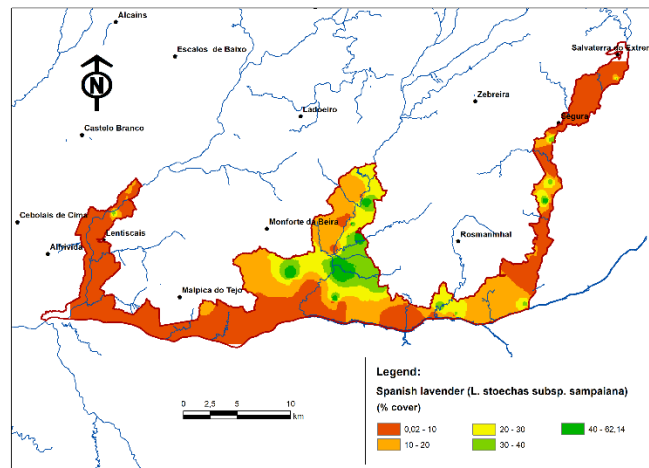 Alcains
Escalos de Baixo
Salvaterra do Extrem
N
Zebreira
Ladoeiro
Segura
Castelo Branco
Cebolais de Cima
Monforte da Beira
Lentiscais
Rosmaninhal
Alfrivida
Malpica do Tejo
Legend:
Spanish lavender (L. stoechas subsp. sampaiana)
(% cover)
0,02 - 10
20 - 30
40 - 62,14
10 - 20
30 - 40
0 2,5 5 10
km